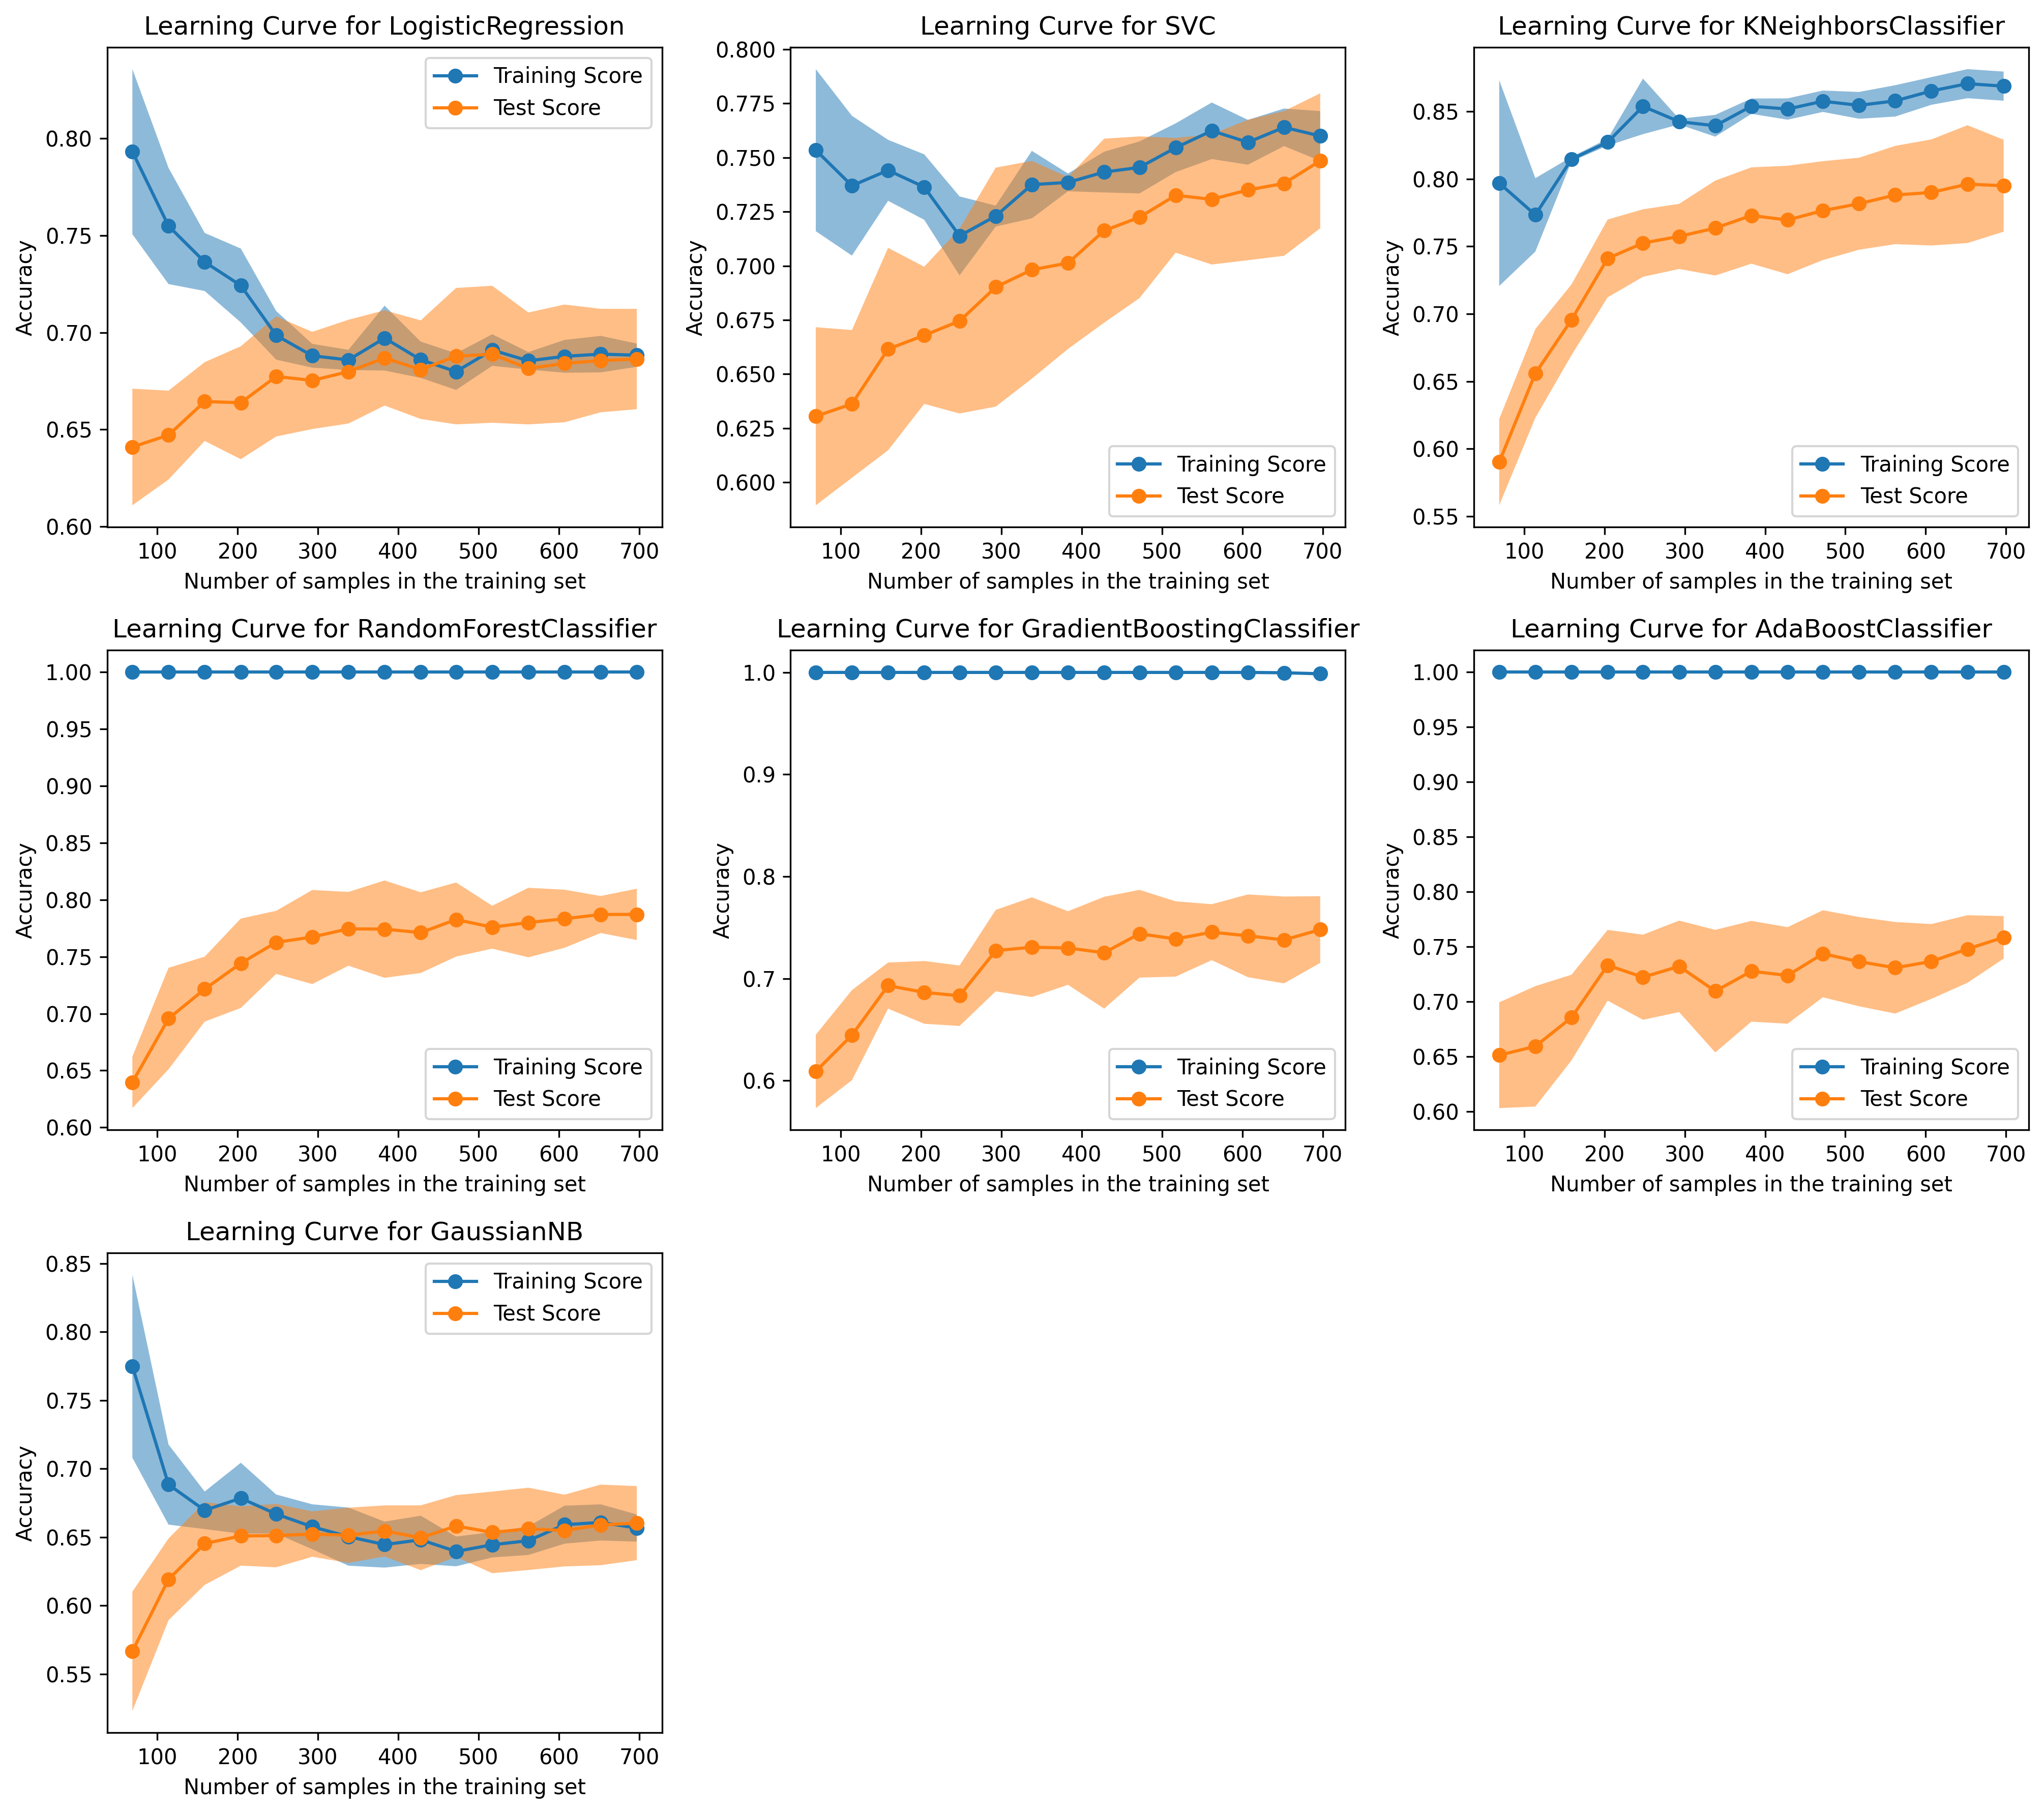 Learning Curve for LogisticRegression
Accuracy
0.80
0.75
0.70
0.65
0.60
Training Score
Test Score
100 200 300 400 500 600 700
Number of samples in the training set
Learning Curve for SVC
Accuracy
0.800
0.775
0.750
0.725
0.700
0.675
0.650
0.625
0.600
Training Score
Test Score
100 200 300 400 500 600 700
Number of samples in the training set
Learning Curve for KNeighborsClassifier
Accuracy
0.85
0.80
0.75
0.70
0.65
0.60
0.55
Training Score
Test Score
100 200 300 400 500 600 700
Number of samples in the training set
Learning Curve for RandomForestClassifier
Accuracy
1.00
0.95
0.90
0.85
0.80
0.75
0.70
0.65
0.60
Training Score
Test Score
100 200 300 400 500 600 700
Number of samples in the training set
Learning Curve for GradientBoostingClassifier
Accuracy
1.0
0.9
0.8
0.7
0.6
Training Score
Test Score
100 200 300 400 500 600 700
Number of samples in the training set
Learning Curve for AdaBoostClassifier
Accuracy
1.00
0.95
0.90
0.85
0.80
0.75
0.70
0.65
0.60
Training Score
Test Score
100 200 300 400 500 600 700
Number of samples in the training set
Learning Curve for GaussianNB
Accuracy
0.85
0.80
0.75
0.70
0.65
0.60
0.55
Training Score
Test Score
100 200 300 400 500 600 700
Number of samples in the training set